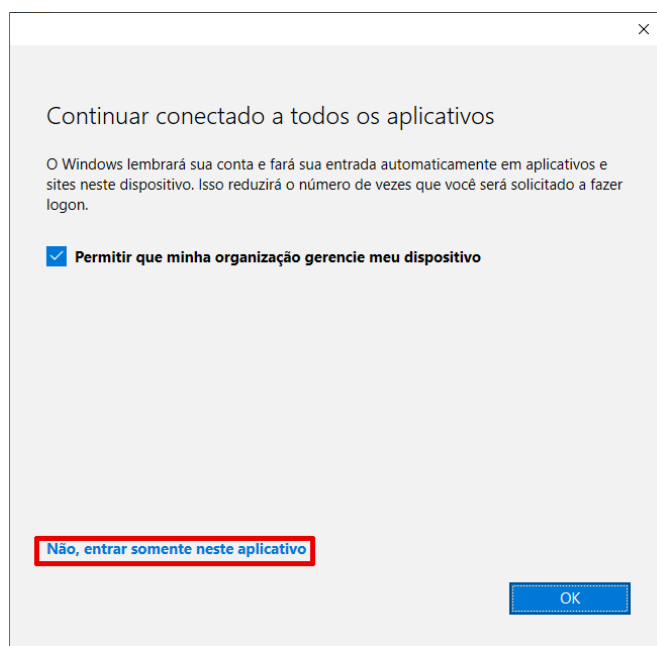 Continuar conectado a todos os aplicativos
O Windows lembrará sua conta e fará sua entrada automaticamente em aplicativos e
sites neste dispositivo. Isso reduzirá o número de vezes que você será solicitado a fazer
logon.
Permitir que minha organização gerencie meu dispositivo
Não, entrar somente neste aplicativo
OK